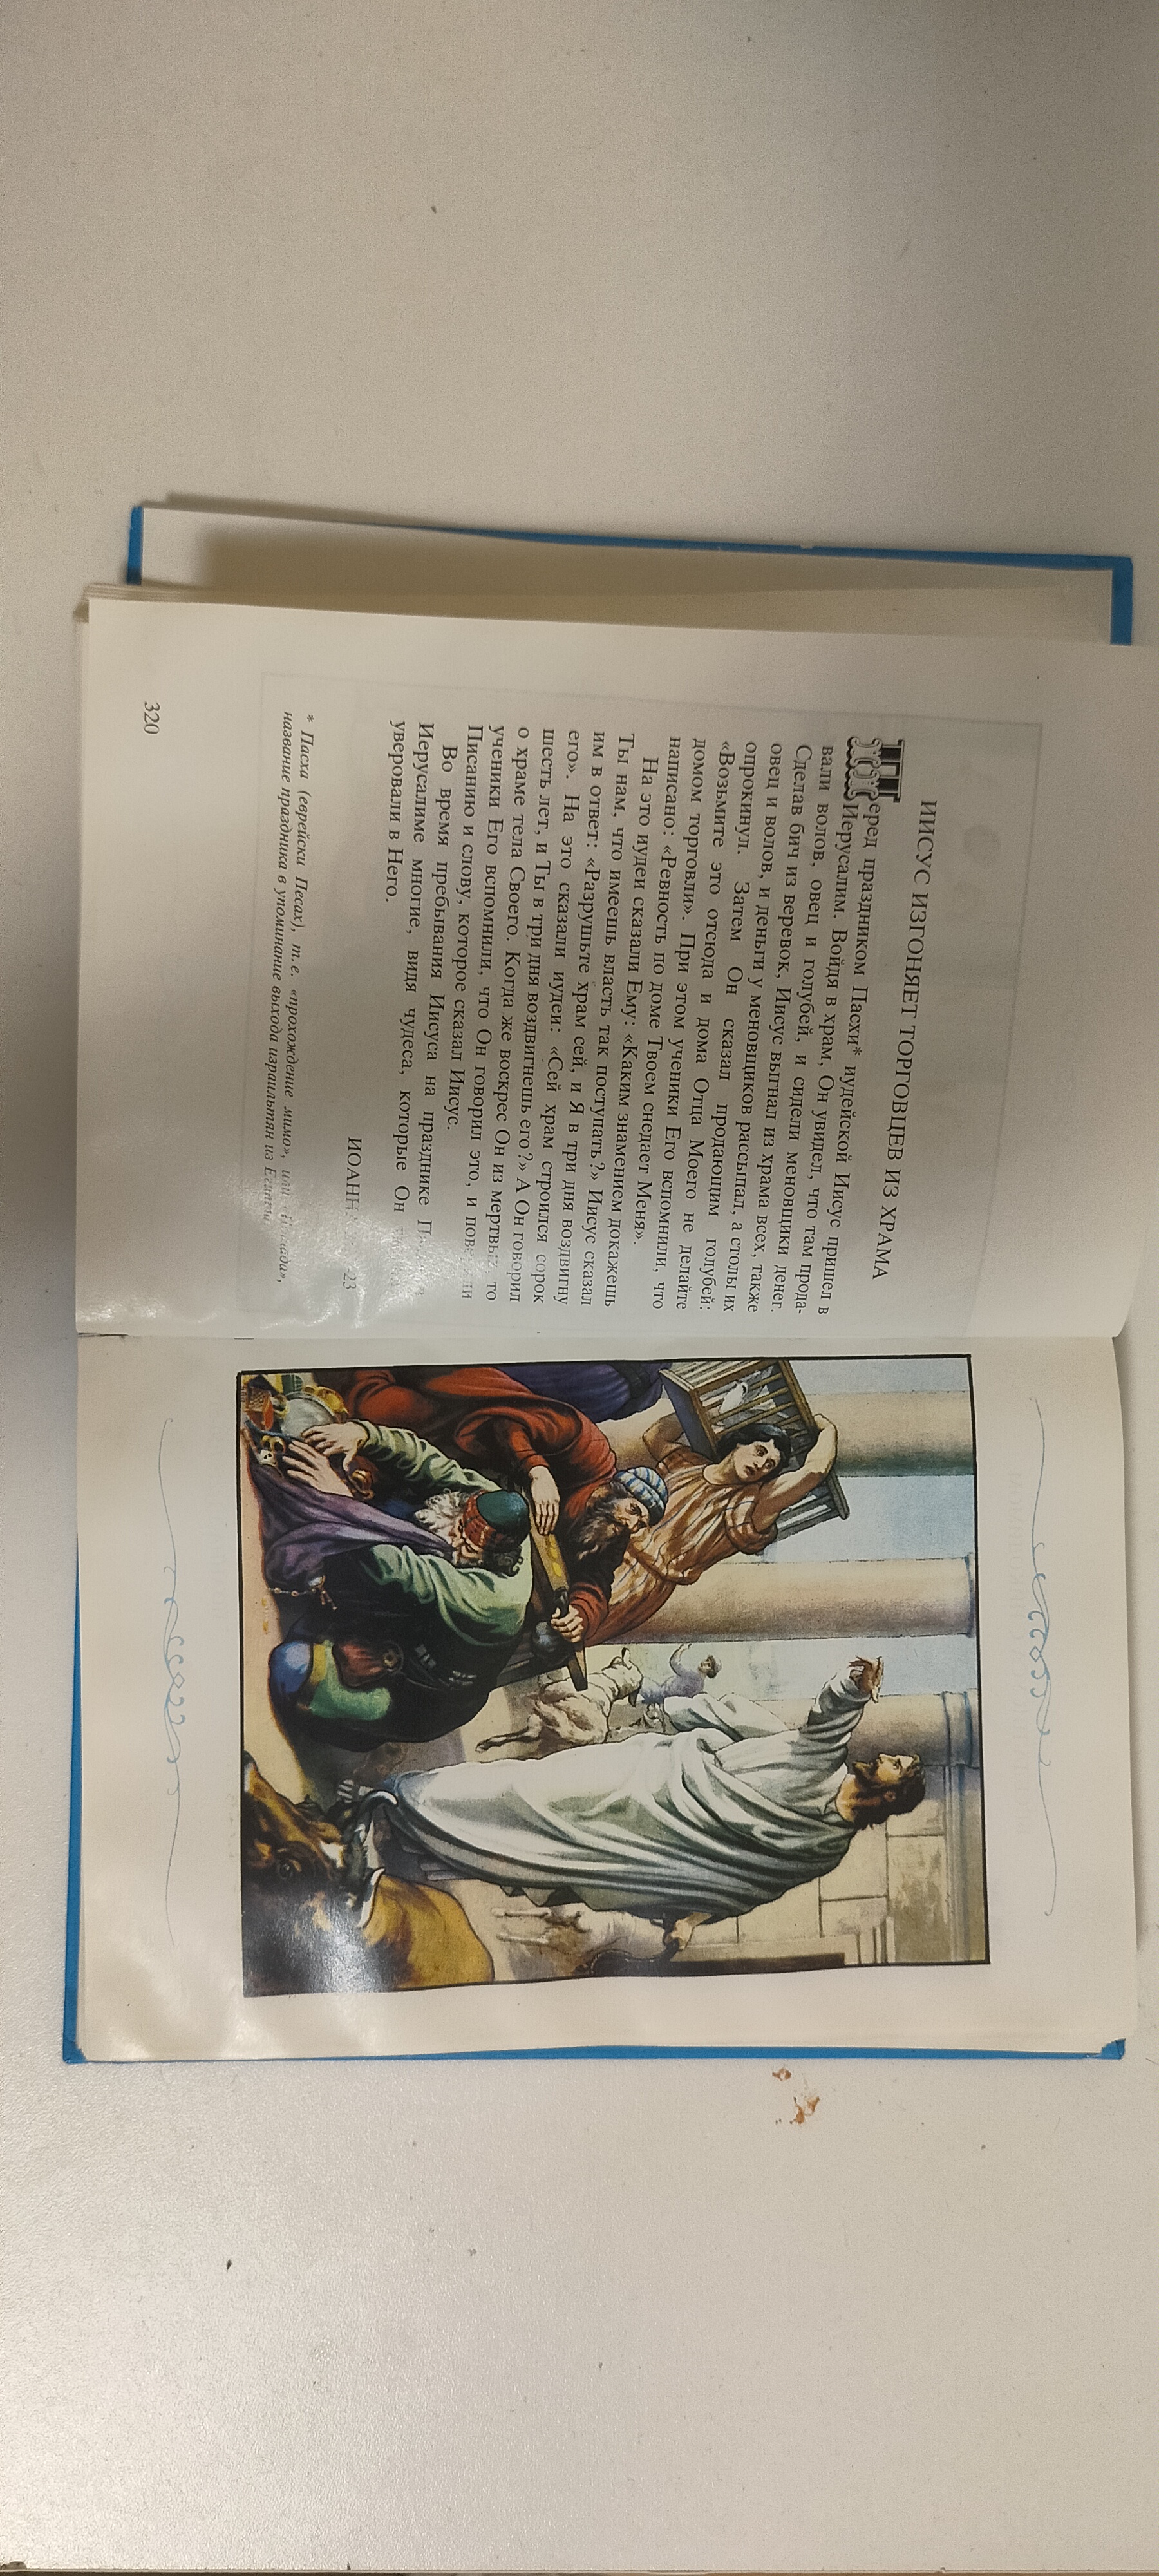 ИИСУС ИЗГОНЯЕТ ТОРГОВЦЕВ ИЗ ХРАМА
Перед праздником Пасхи* иудейской Иисус пришел в
Иерусалим. Войдя в храм, Он увидел, что там прода-
вали волов, овец и голубей, и сидели меновщики денег.
Сделав бич из веревок, Иисус выгнал из храма всех, также
овец и волов, и деньги у меновщиков рассыпал, а столы их
опрокинул. Затем Он сказал продающим голубей:
«Возьмите это отсюда и дома Отца Моего не делайте
домом торговли». При этом ученики Его вспомнили, что
написано: «Ревность по доме Твоем снедает Меня».
На это иудеи сказали Ему: «Каким знамением докажешь
Ты нам, что имеешь власть так поступать?» Иисус сказал
им в ответ: «Разрушьте храм сей, и Я в три дня воздвигну
его». На это сказали иудеи: «Сей храм строился сорок
шесть лет, и Ты в три дня воздвигнешь его?» А Он говорил
о храме тела Своего. Когда же воскрес Он из мертвых, то
ученики Его вспомнили, что Он говорил это, и поверили
Писанию и слову, которое сказал Иисус.
Во время пребывания Иисуса на празднике
Иерусалиме многие, видя чудеса, которые Он
уверовали в Него.
ИОАНН 23
* Пасха (еврейски Песах), т.е. «прохождение мимо», или
название праздника в упоминание выхода израильтян из Египта
320